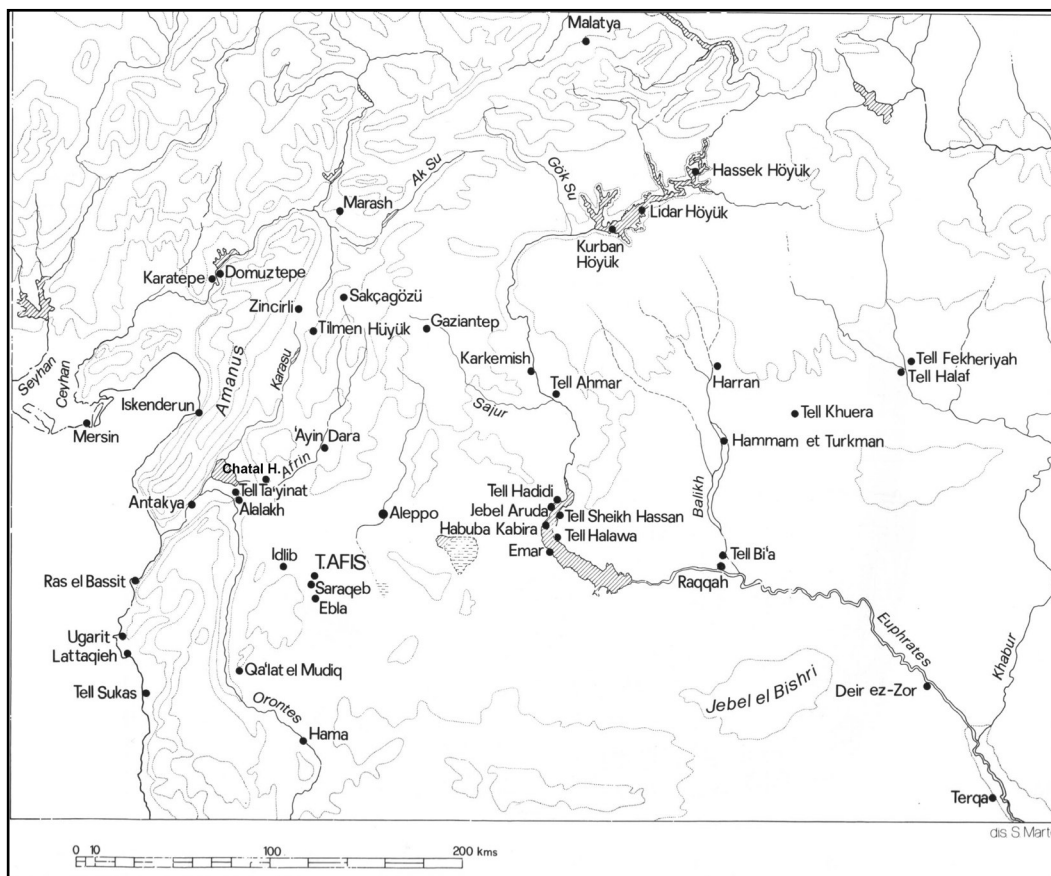 Malatya
Hassek Höyük
Gök Su
Ak Su
Lidar Höyük
Marash
Kurban
Höyük
Karatepe
Domuztepe
Zincirli
Sakçagözü
Tilmen Hüyük
Gaziantep
Karkemish
Tell Fekheriyah
Tell Halaf
Harran
Seyhan
Ceyhan
Amanus
Karasu
Tell Ahmar
Iskenderun
Mersin
Sajur
Tell Khuera
'Ayin Dara
Hammam et Turkman
Chatal H.
Afrin
Balikh
Tell Ta'yinat
Antakya
Alalakh
Tell Hadidi
Jebel Aruda
Aleppo
Tell Sheikh Hassan
Habuba Kabira
Tell Halawa
Emar
Idlib
T.AFIS
Tell Bi'a
Raqqah
Ras el Bassit
Saraqeb
Ebla
Ugarit
Lattaqieh
Euphrates
Khabur
Qa'lat el Mudiq
Tell Sukas
Orontes
Jebel el Bishri
Deir ez-Zor
Hama
Terqa
dis S. Mart
0 10 100 200 kms